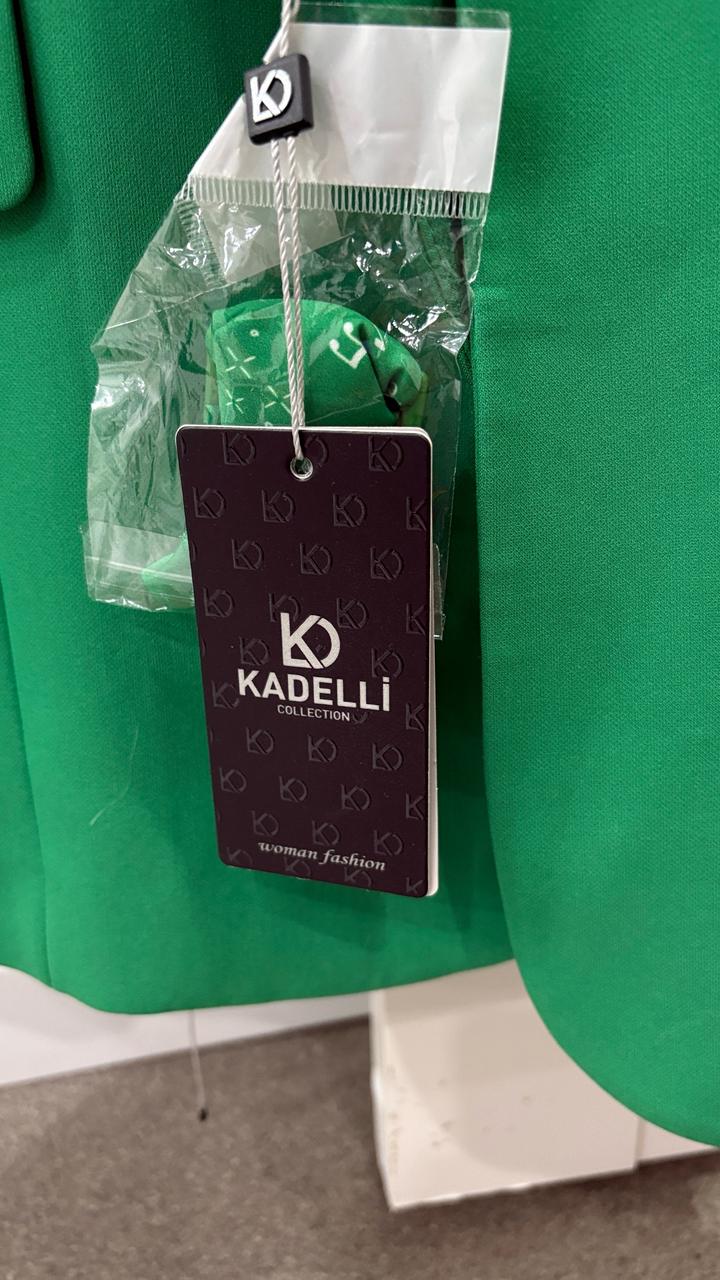 KD
KD
KADELLİ
COLLECTION
woman fashion